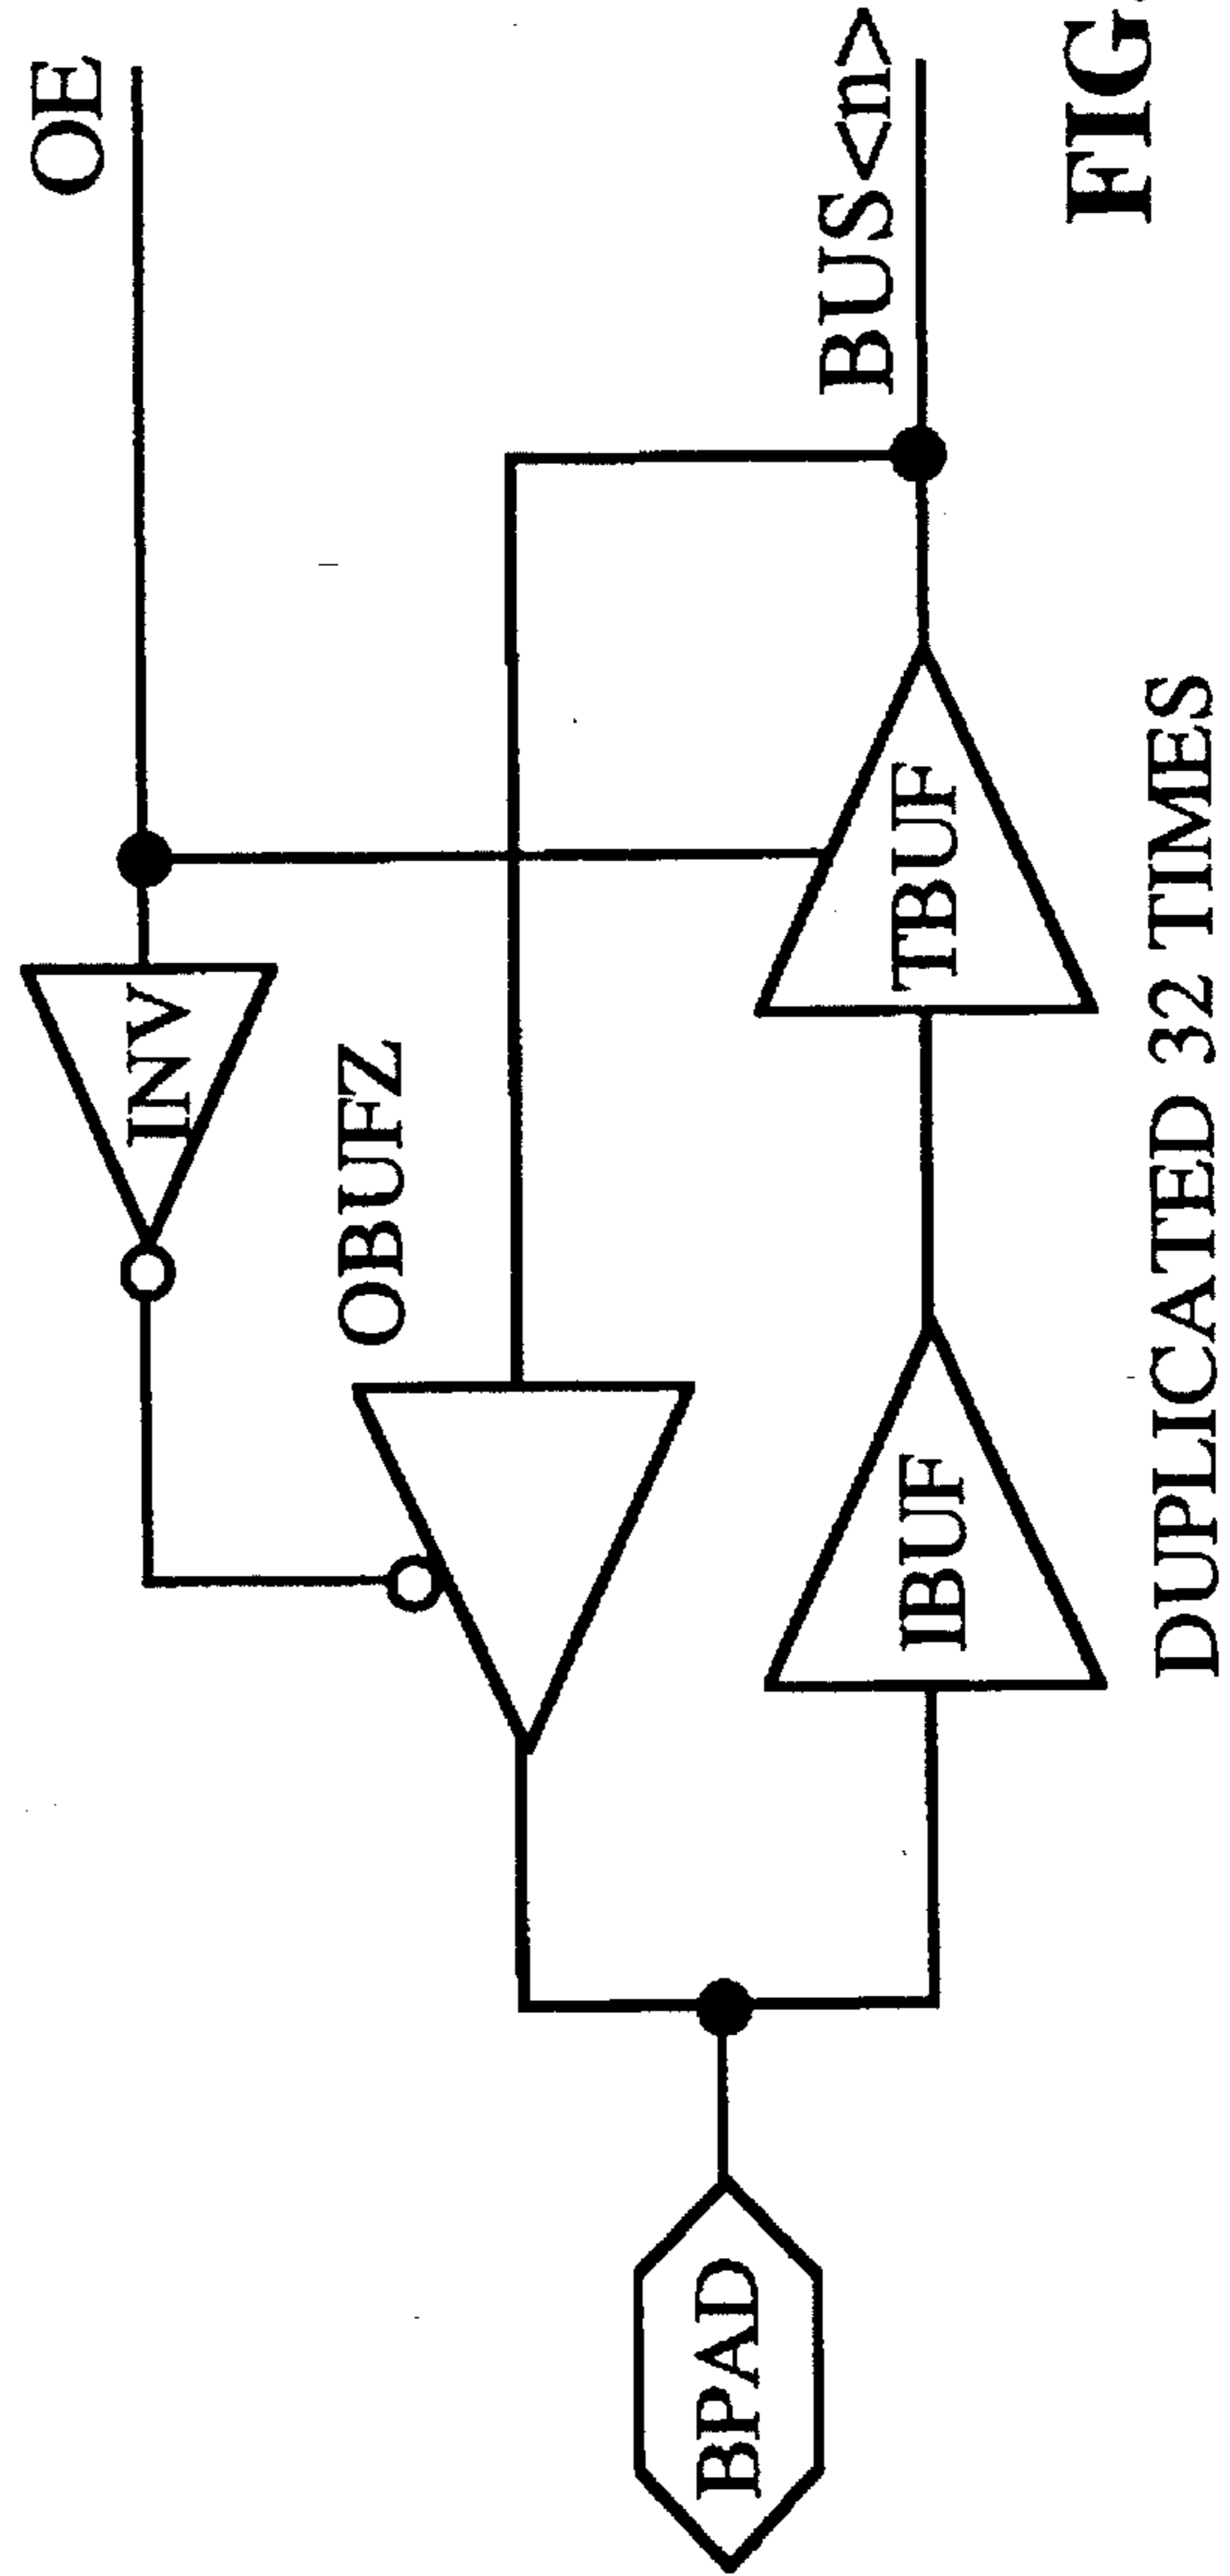 OE
INV
OBUFZ
BUS<n>
TBUF
IBUF
BPAD
DUPLICATED 32 TIMES
FIG.